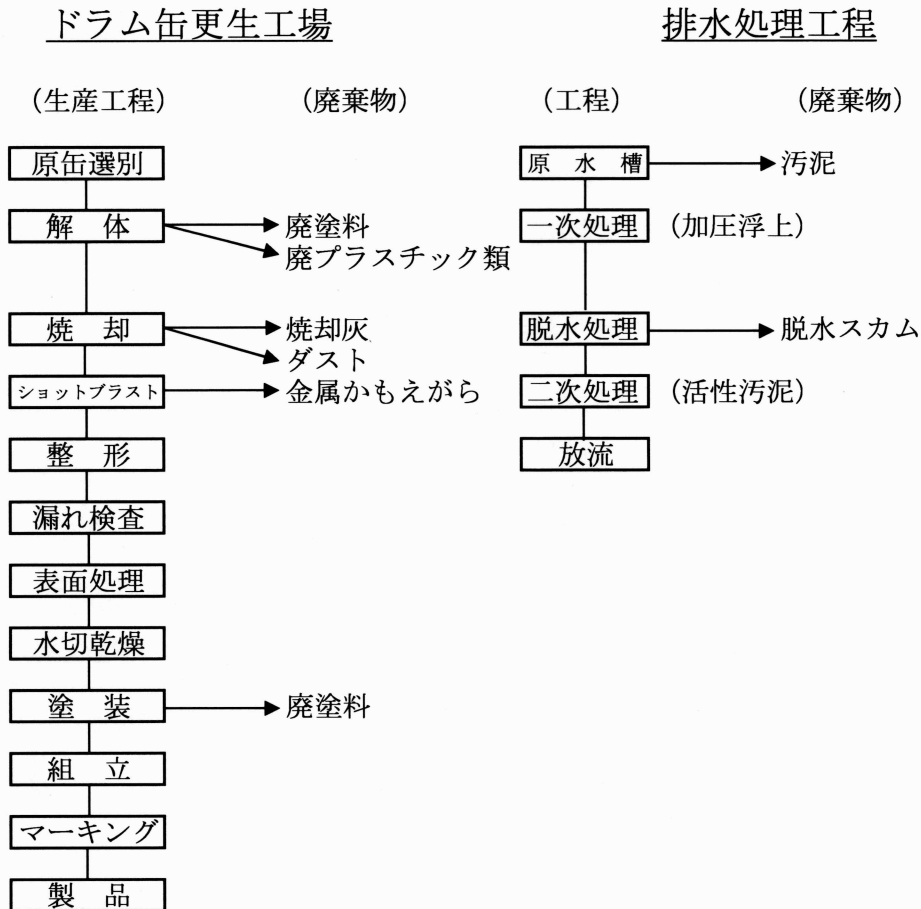 ドラム缶更生工場
(生産工程) (廃棄物)
原缶選別
解 体
廃塗料
廃プラスチック類
焼 却
焼却灰
ダスト
ショットブラスト
金属かもえがら
整 形
漏れ検査
表面処理
水切乾燥
塗 装
廃塗料
組 立
マーキング
製 品
排水処理工程
(工程) (廃棄物)
原 水 槽
汚泥
一次処理 (加圧浮上)
脱水処理
脱水スカム
二次処理 (活性汚泥)
放流